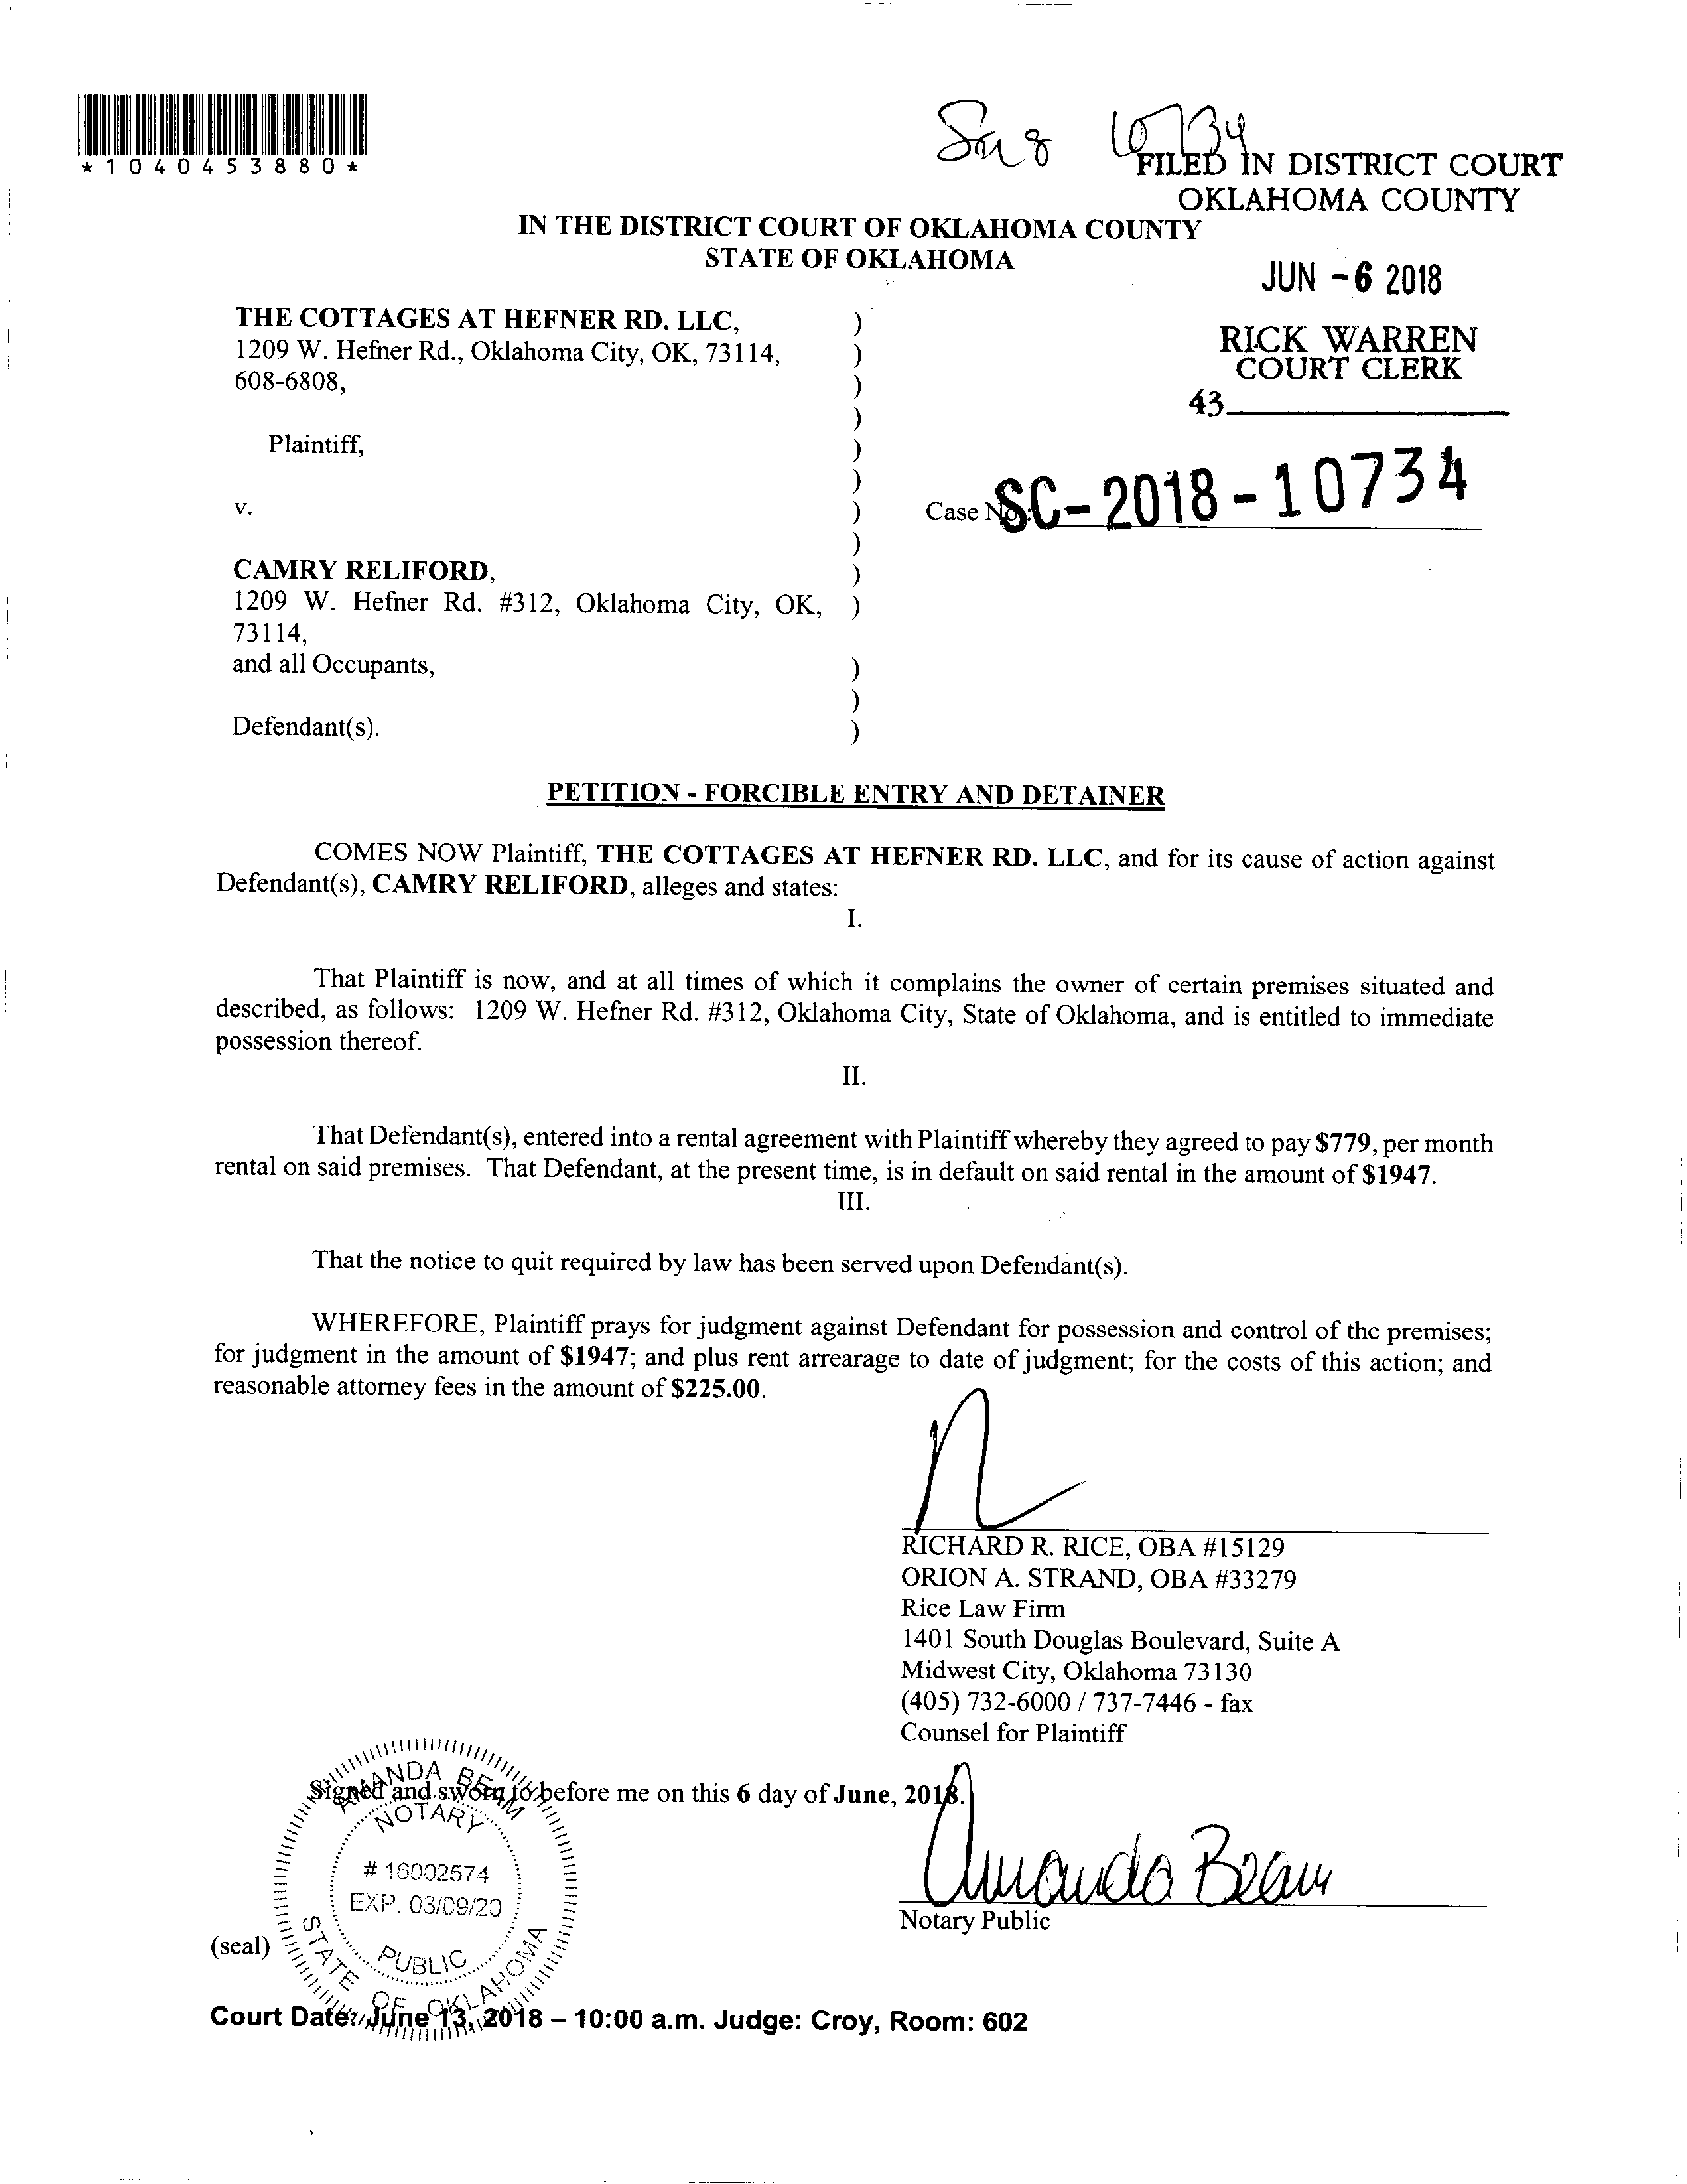 *1040453880*
10734
FILED IN DISTRICT COURT
OKLAHOMA COUNTY
IN THE DISTRICT COURT OF OKLAHOMA COUNTY
STATE OF OKLAHOMA
JUN -6 2018
THE COTTAGES AT HEFNER RD. LLC, )
1209 W. Hefner Rd., Oklahoma City, OK, 73114, )
608-6808, )
)
RICK WARREN
COURT CLERK
43
Plaintiff, )
)
v. )
Case No.: SC-2018-10734
)
CAMRY RELIFORD, )
1209 W. Hefner Rd. #312, Oklahoma City, OK, )
73114,
and all Occupants, )
)
Defendant(s). )
PETITION - FORCIBLE ENTRY AND DETAINER
COMES NOW Plaintiff, THE COTTAGES AT HEFNER RD. LLC, and for its cause of action against
Defendant(s), CAMRY RELIFORD, alleges and states:
I.
That Plaintiff is now, and at all times of which it complains the owner of certain premises situated and
described, as follows: 1209 W. Hefner Rd. #312, Oklahoma City, State of Oklahoma, and is entitled to immediate
possession thereof.
II.
That Defendant(s), entered into a rental agreement with Plaintiff whereby they agreed to pay $779, per month
rental on said premises. That Defendant, at the present time, is in default on said rental in the amount of $1947.
III.
That the notice to quit required by law has been served upon Defendant(s).
WHEREFORE, Plaintiff prays for judgment against Defendant for possession and control of the premises;
for judgment in the amount of $1947; and plus rent arrearage to date of judgment; for the costs of this action; and
reasonable attorney fees in the amount of $225.00.
RICHARD R. RICE, OBA #15129
ORION A. STRAND, OBA #33279
Rice Law Firm
1401 South Douglas Boulevard, Suite A
Midwest City, Oklahoma 73130
(405) 732-6000 / 737-7446 - fax
Counsel for Plaintiff
Signed and sworn to before me on this 6 day of June, 2018.
AMANDA BEAM
NOTARY
# 16002574
EXP. 03/09/20
PUBLIC
STATE OF OKLAHOMA
Amanda Beam
Notary Public
(seal)
Court Date: June 13, 2018 – 10:00 a.m. Judge: Croy, Room: 602